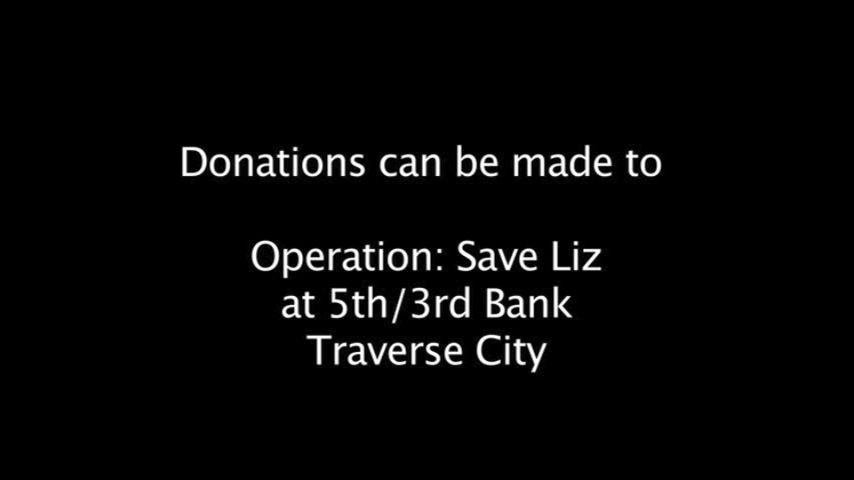 Donations can be made to
Operation: Save Liz
at 5th/3rd Bank
Traverse City